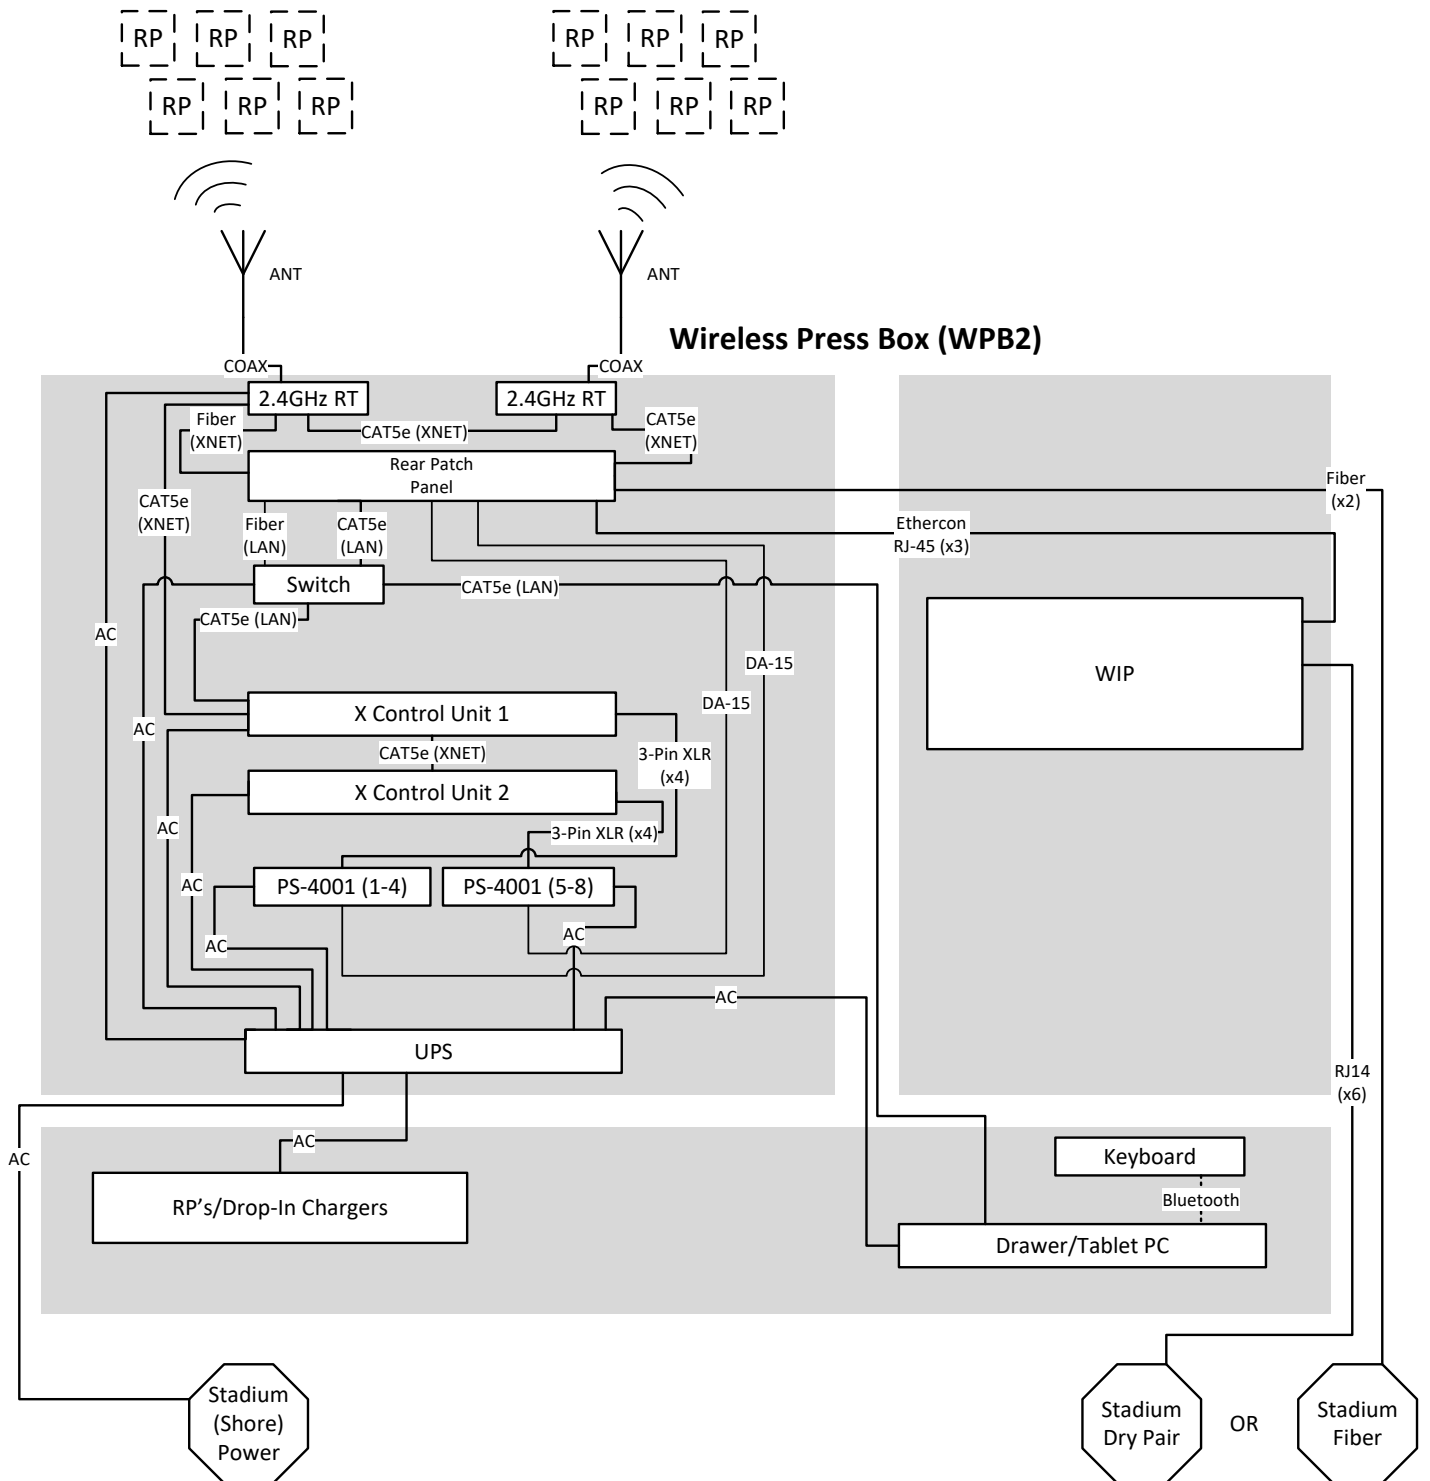 RP RP RP RP RP RP
RP RP RP RP RP RP
ANT ANT
Wireless Press Box (WPB2)
COAX COAX
2.4GHz RT 2.4GHz RT
Fiber
(XNET)
CAT5e (XNET)
CAT5e
(XNET)
Rear Patch
Panel
Fiber
(x2)
CAT5e
(XNET)
Fiber
(LAN)
CAT5e
(LAN)
Ethercon
RJ-45 (x3)
Switch
CAT5e (LAN)
CAT5e (LAN)
AC
DA-15
WIP
DA-15
X Control Unit 1
AC
CAT5e (XNET)
3-Pin XLR
(x4)
X Control Unit 2
AC
3-Pin XLR (x4)
AC
PS-4001 (1-4)
PS-4001 (5-8)
AC
AC
AC
UPS
RJ14
(x6)
AC
AC
Keyboard
Bluetooth
RP's/Drop-In Chargers
Drawer/Tablet PC
Stadium
(Shore)
Power
Stadium
Dry Pair
OR
Stadium
Fiber